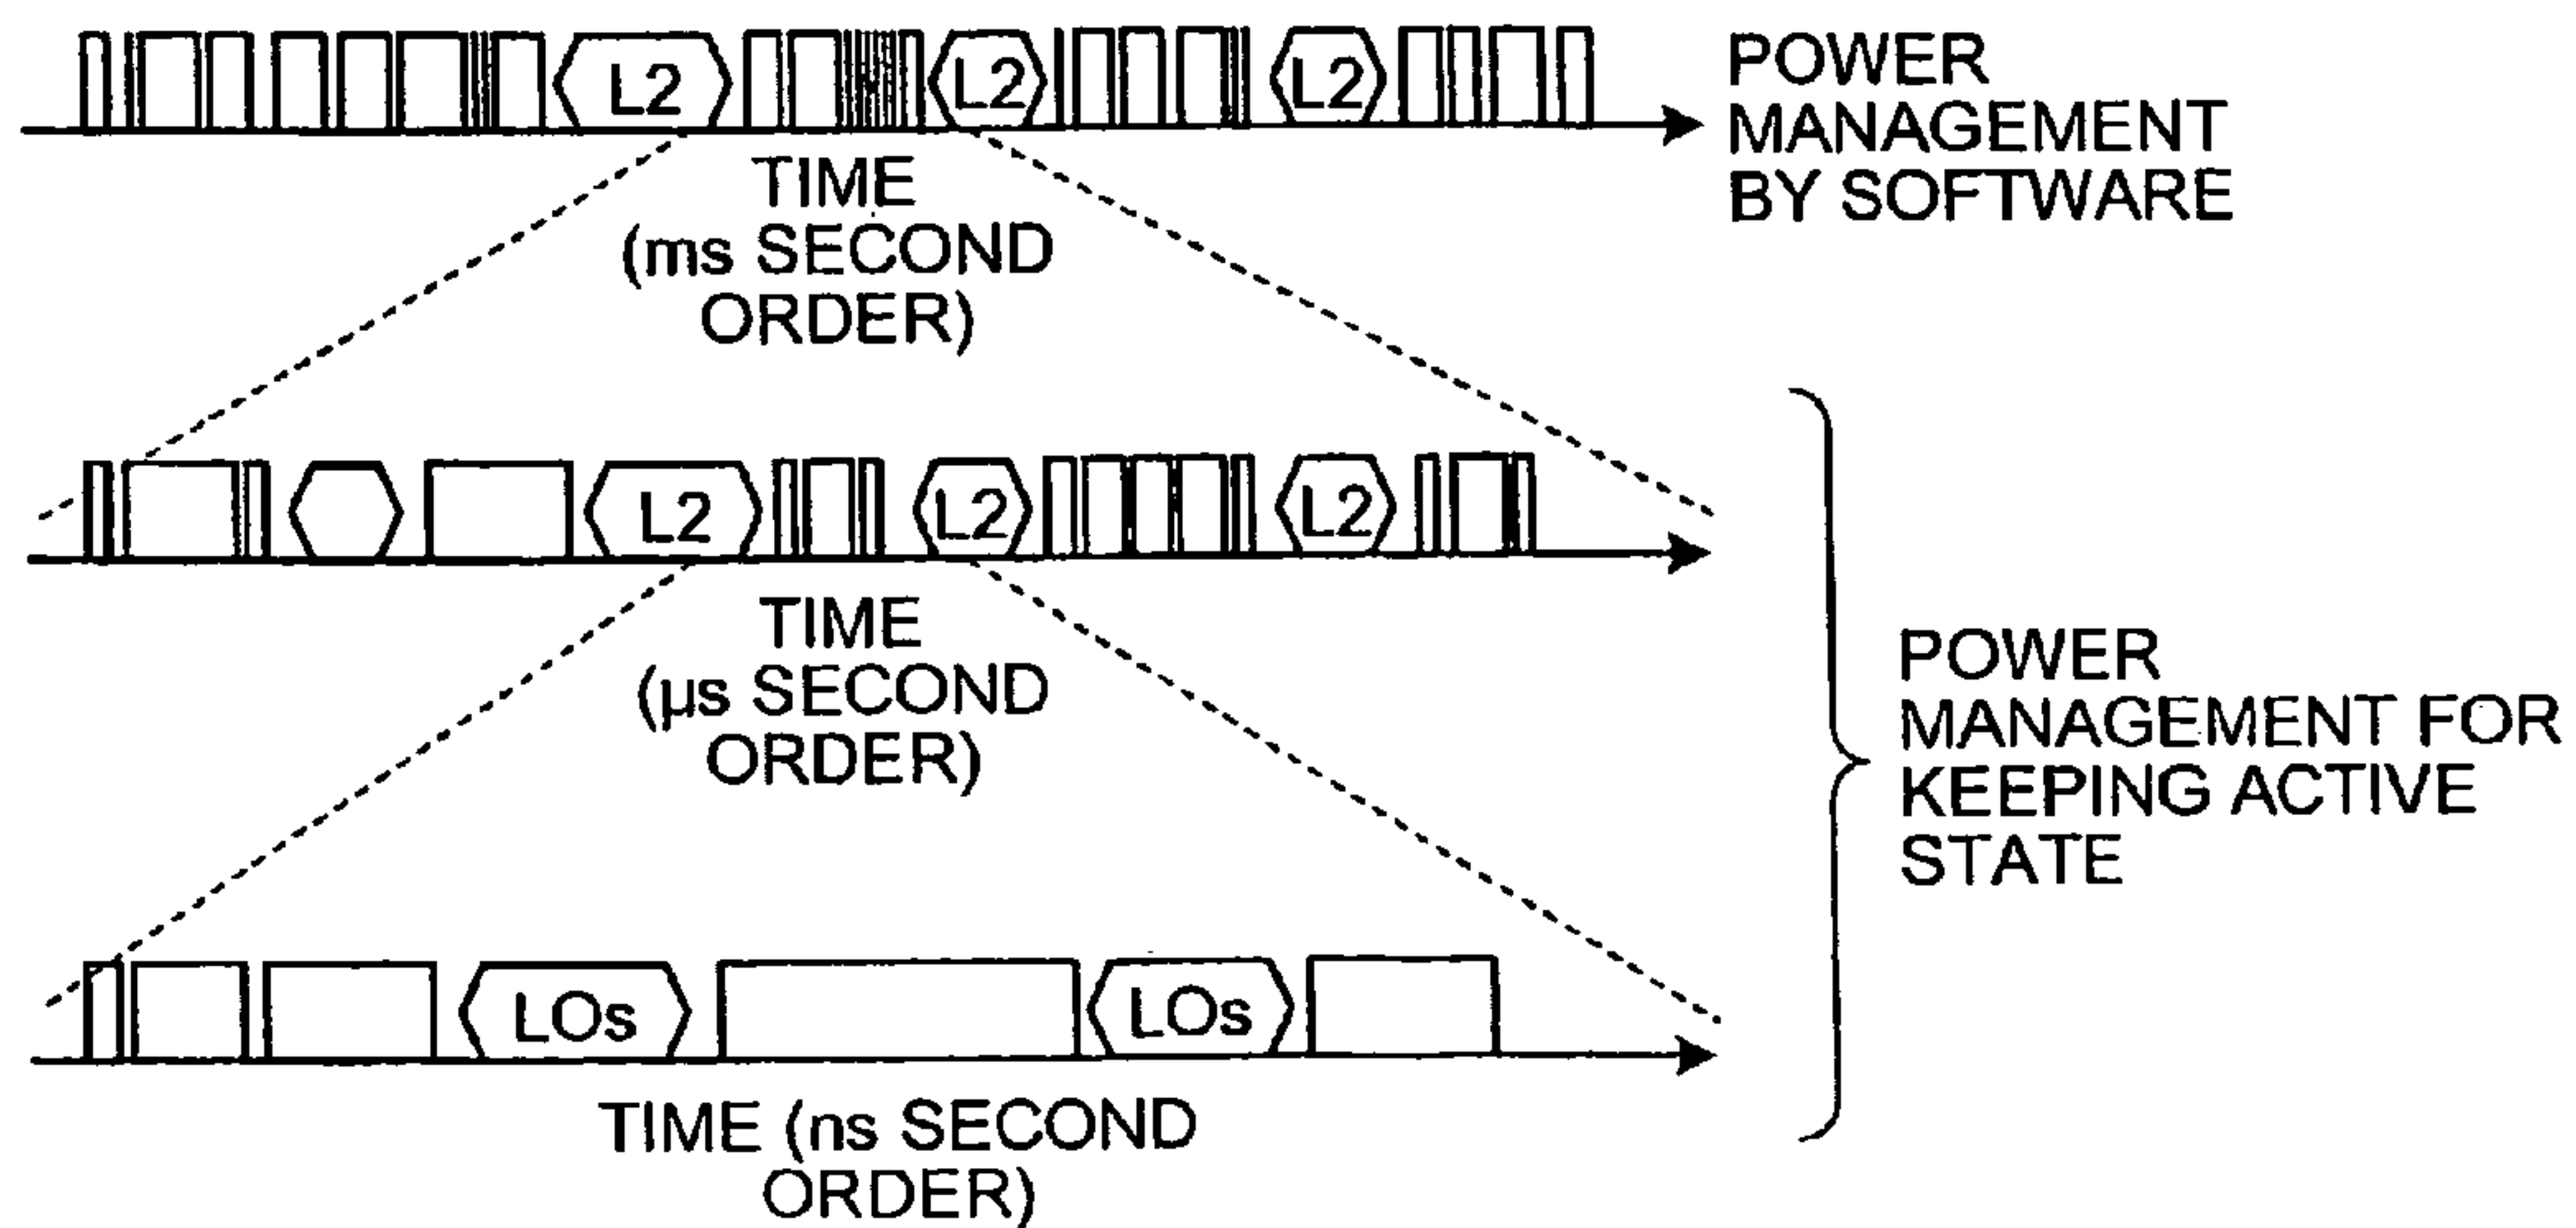 L2
L2
L2
POWER
MANAGEMENT
BY SOFTWARE
TIME
(ms SECOND
ORDER)
L2
L2
L2
TIME
(µs SECOND
ORDER)
POWER
MANAGEMENT FOR
KEEPING ACTIVE
STATE
LOs
LOs
TIME (ns SECOND
ORDER)